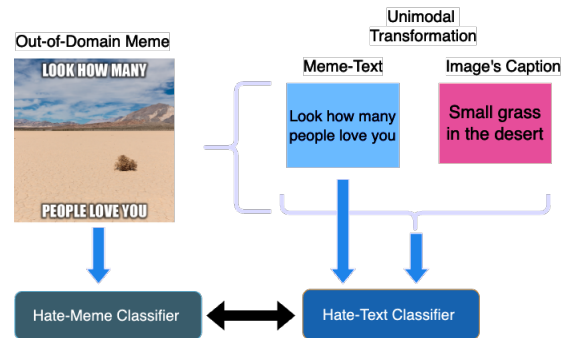 Unimodal
Transformation
Out-of-Domain Meme
Meme-Text
Image's Caption
LOOK HOW MANY
PEOPLE LOVE YOU
Look how many
people love you
Small grass
in the desert
Hate-Meme Classifier
Hate-Text Classifier